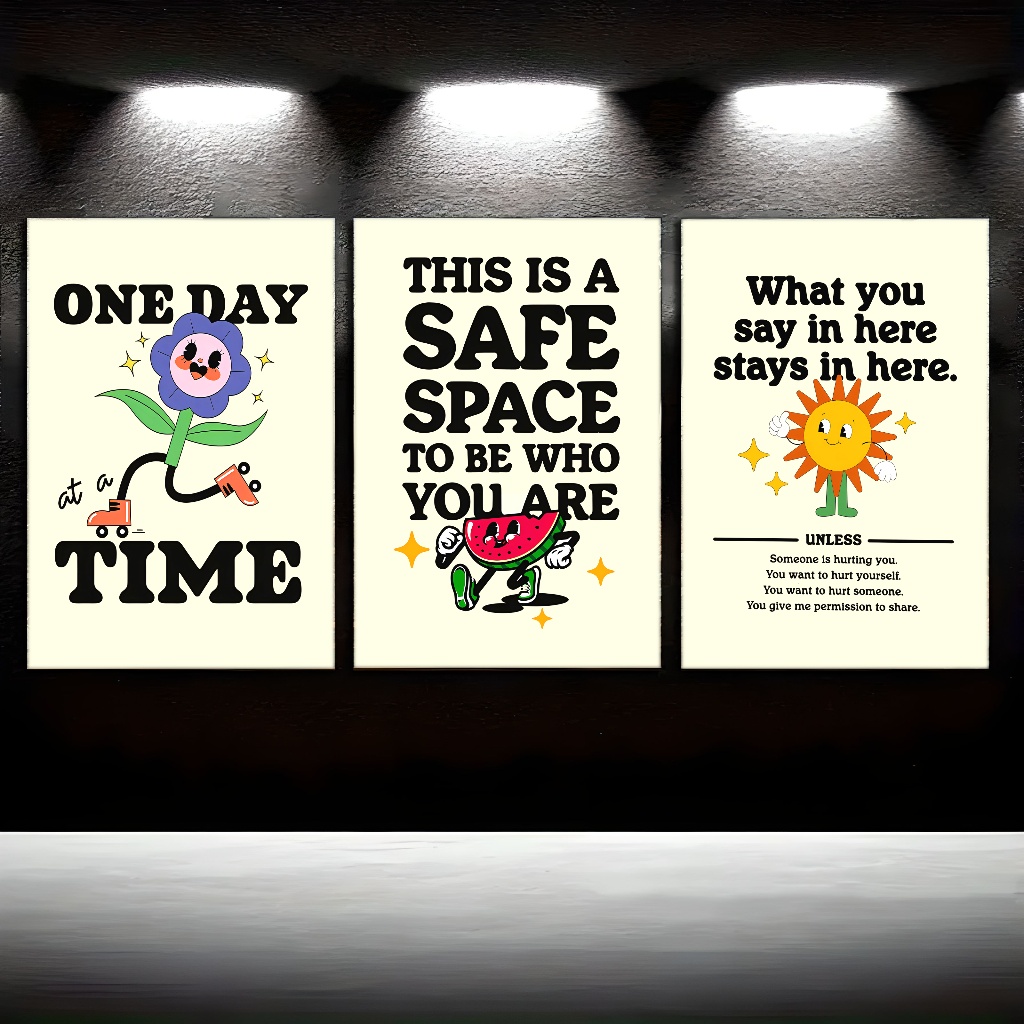 ONE DAY
at a
TIME
THIS IS A
SAFE
SPACE
TO BE WHO
YOU ARE
What you
say in here
stays in here.
UNLESS
Someone is hurting you.
You want to hurt yourself.
You want to hurt someone.
You give me permission to share.